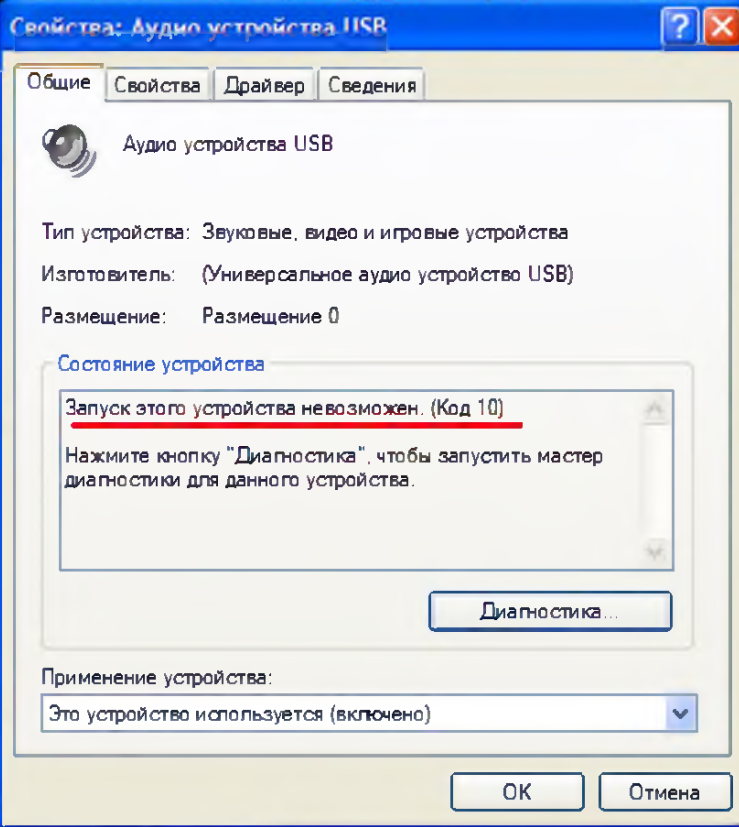 Свойства: Аудио устройства USB
Общие
Свойства
Драйвер
Сведения
Аудио устройства USB
Тип устройства: Звуковые, видео и игровые устройства
Изготовитель: (Универсальное аудио устройство USB)
Размещение: Размещение 0
Состояние устройства
Запуск этого устройства невозможен. (Код 10)
Нажмите кнопку "Диагностика", чтобы запустить мастер
диагностики для данного устройства.
Диагностика...
Применение устройства:
Это устройство используется (включено)
ОК
Отмена